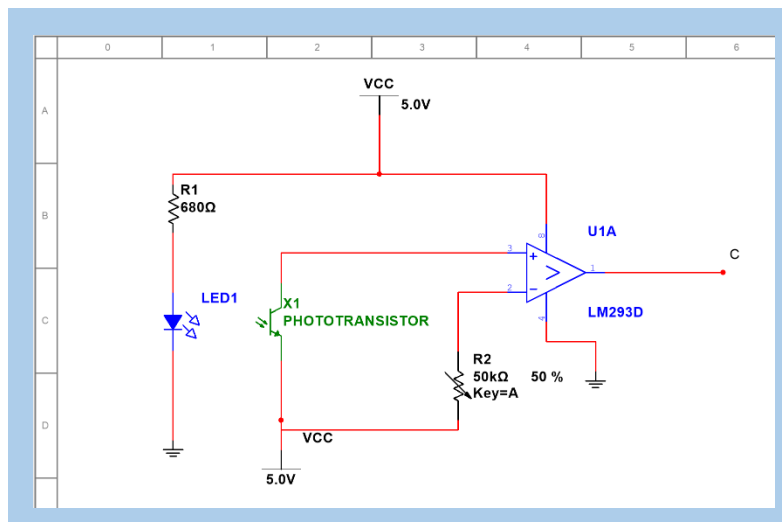 0 1 2 3 4 5 6
A
VCC
5.0V
B
R1
680Ω
8
U1A
3
C
1
2
LED1
X1
LM293D
C
PHOTOTRANSISTOR
4
R2
50kΩ 50 %
Key=A
D
VCC
5.0V